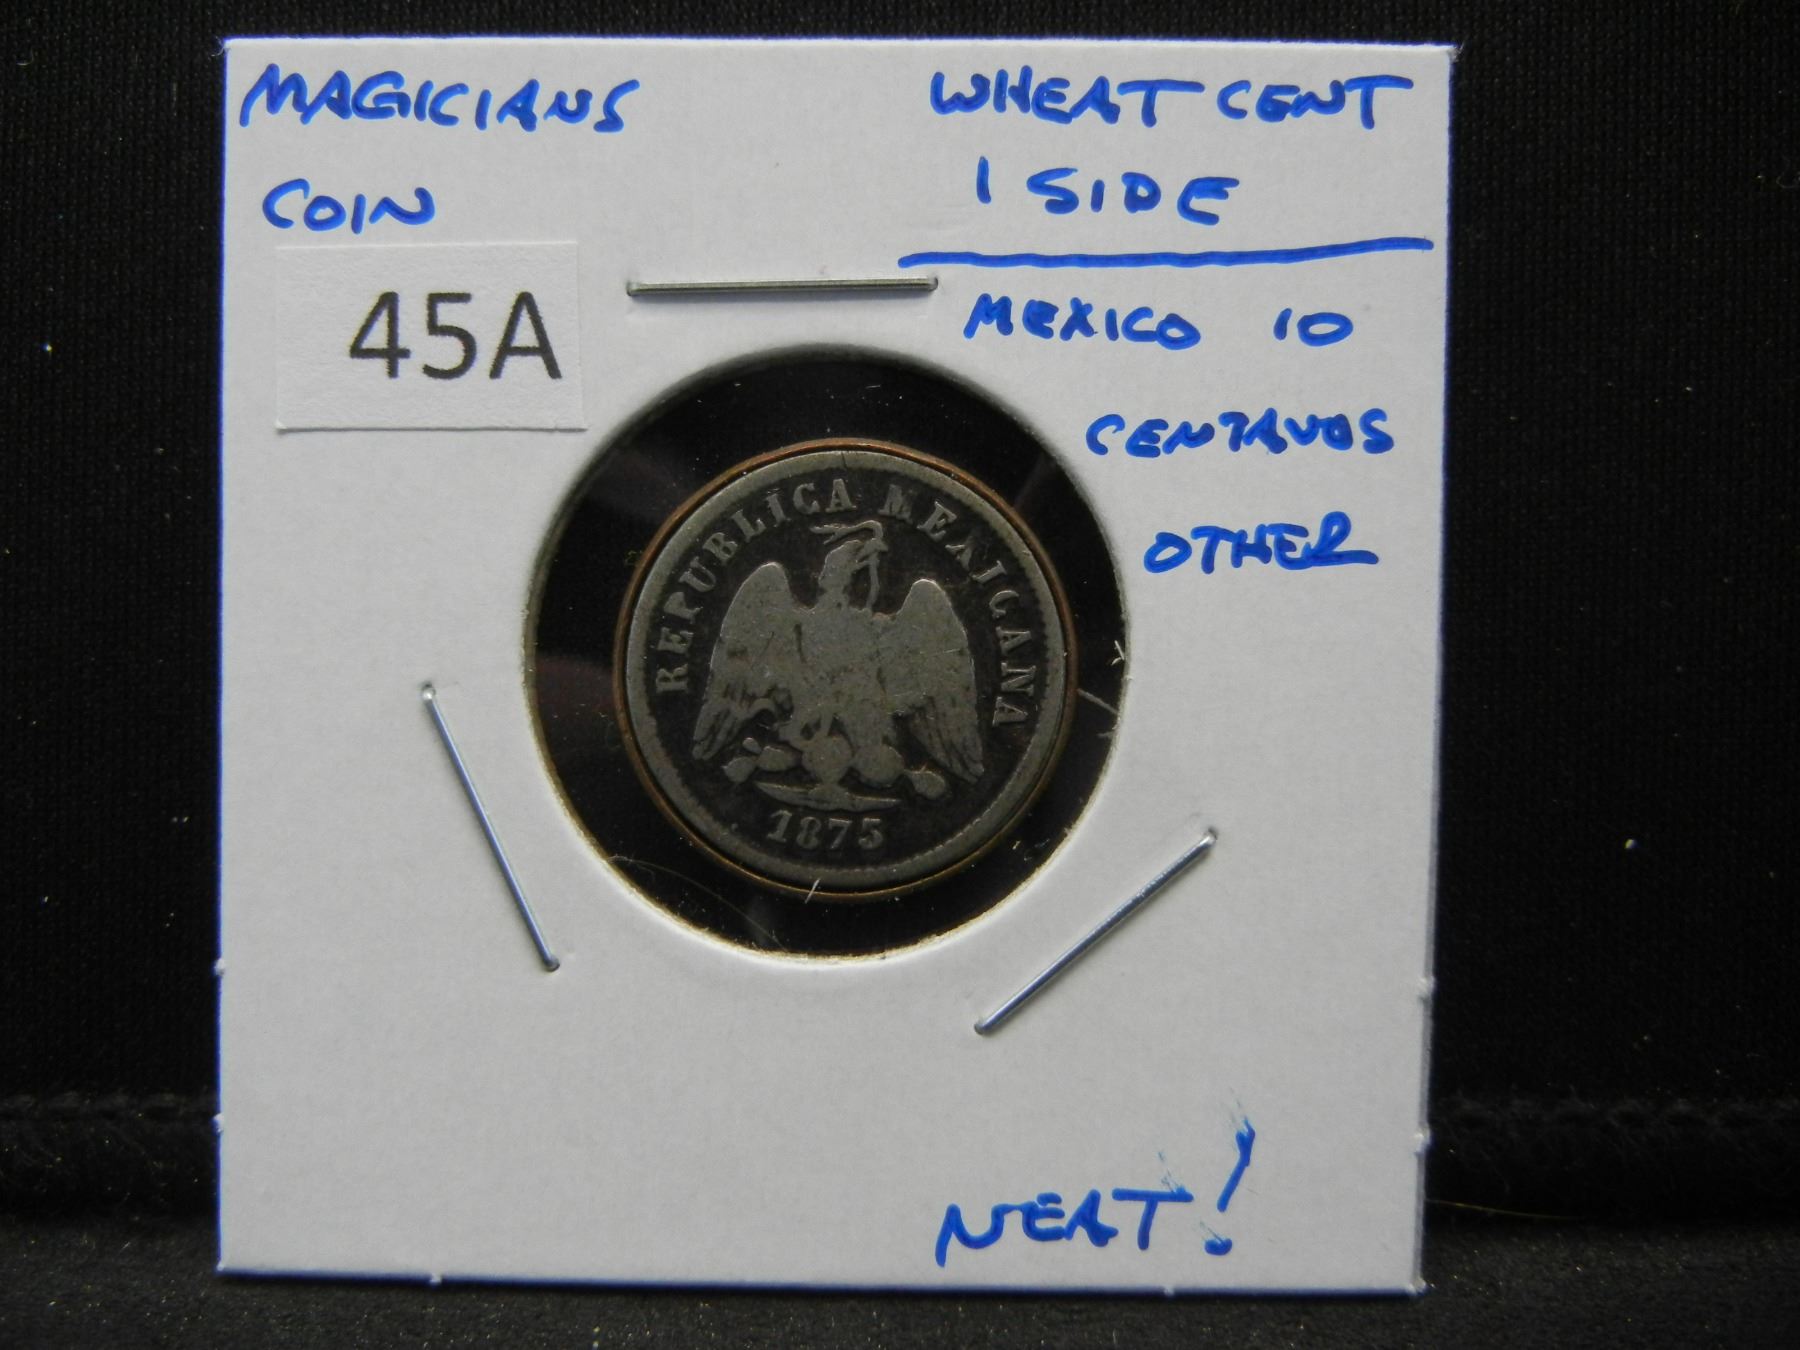 MAGICIANS
COIN
45A
WHEAT CENT
1 SIDE
MEXICO 10
CENTAVOS
OTHER
REPUBLICA MEXICANA
1875
NEAT!